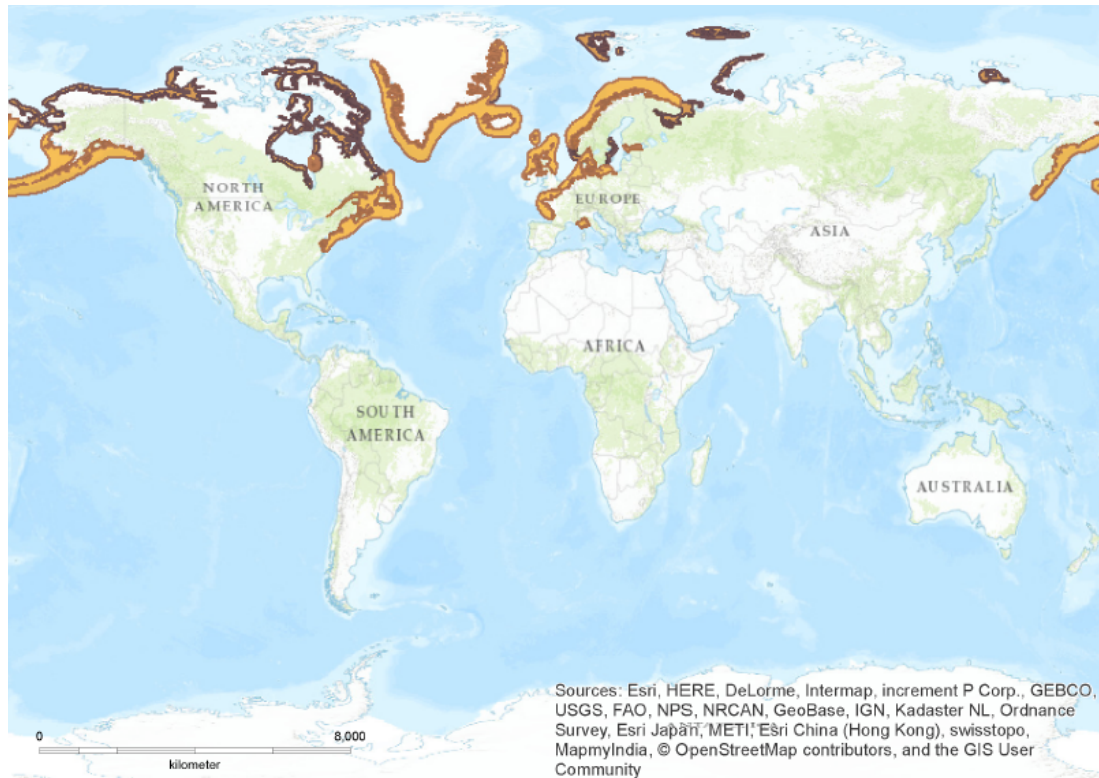 NORTH
AMERICA
EUROPE
ASIA
AFRICA
SOUTH
AMERICA
AUSTRALIA
Sources: Esri, HERE, DeLorme, Intermap, increment P Corp., GEBCO,
USGS, FAO, NPS, NRCAN, GeoBase, IGN, Kadaster NL, Ordnance
Survey, Esri Japan, METI, Esri China (Hong Kong), swisstopo,
MapmyIndia, © OpenStreetMap contributors, and the GIS User
Community
0 8,000
kilometer